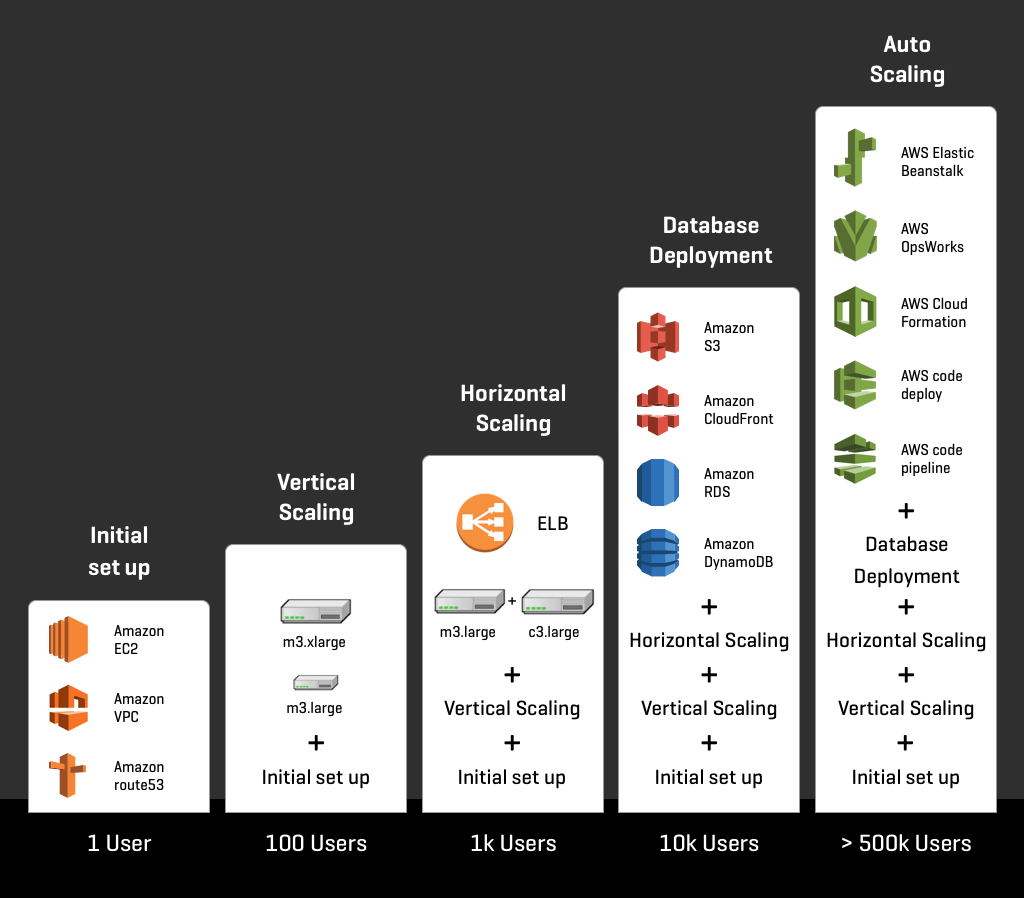 Initial
set up
Amazon
EC2
Amazon
VPC
Amazon
route53
1 User
Vertical
Scaling
m3.xlarge
m3.large
+
Initial set up
100 Users
Horizontal
Scaling
ELB
+
m3.large
c3.large
+
Vertical Scaling
+
Initial set up
1k Users
Database
Deployment
Amazon
S3
Amazon
CloudFront
Amazon
RDS
Amazon
DynamoDB
+
Horizontal Scaling
+
Vertical Scaling
+
Initial set up
10k Users
Auto
Scaling
AWS Elastic
Beanstalk
AWS
OpsWorks
AWS Cloud
Formation
AWS code
deploy
AWS code
pipeline
+
Database
Deployment
+
Horizontal Scaling
+
Vertical Scaling
+
Initial set up
> 500k Users